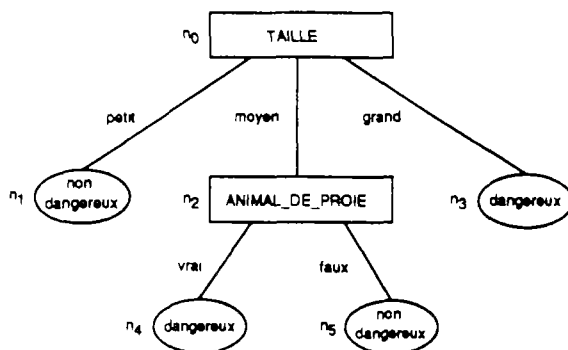 n0 TAILLE
petit moyen grand
n1 non dangereux
n2 ANIMAL_DE_PROIE
n3 dangereux
vrai faux
n4 dangereux
n5 non dangereux